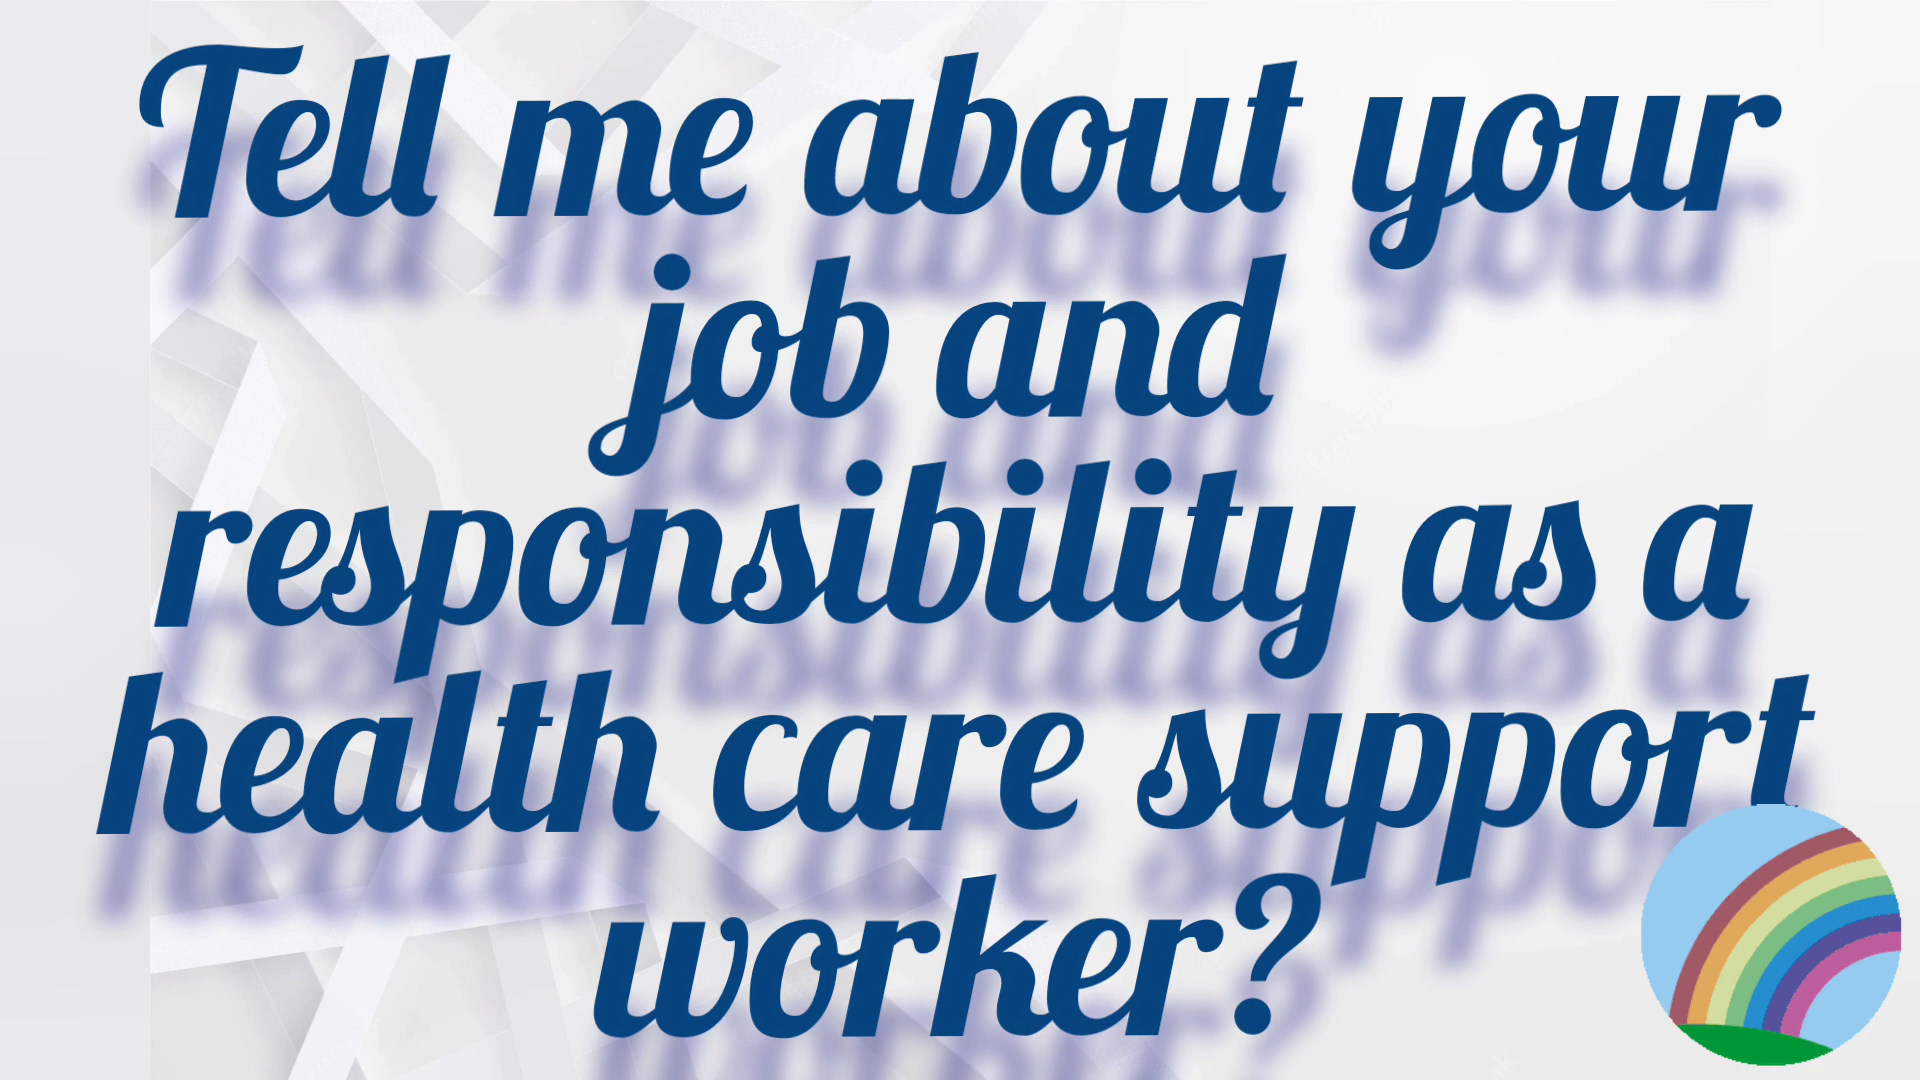 Tell me about your
job and
responsibility as a
health care support
worker?